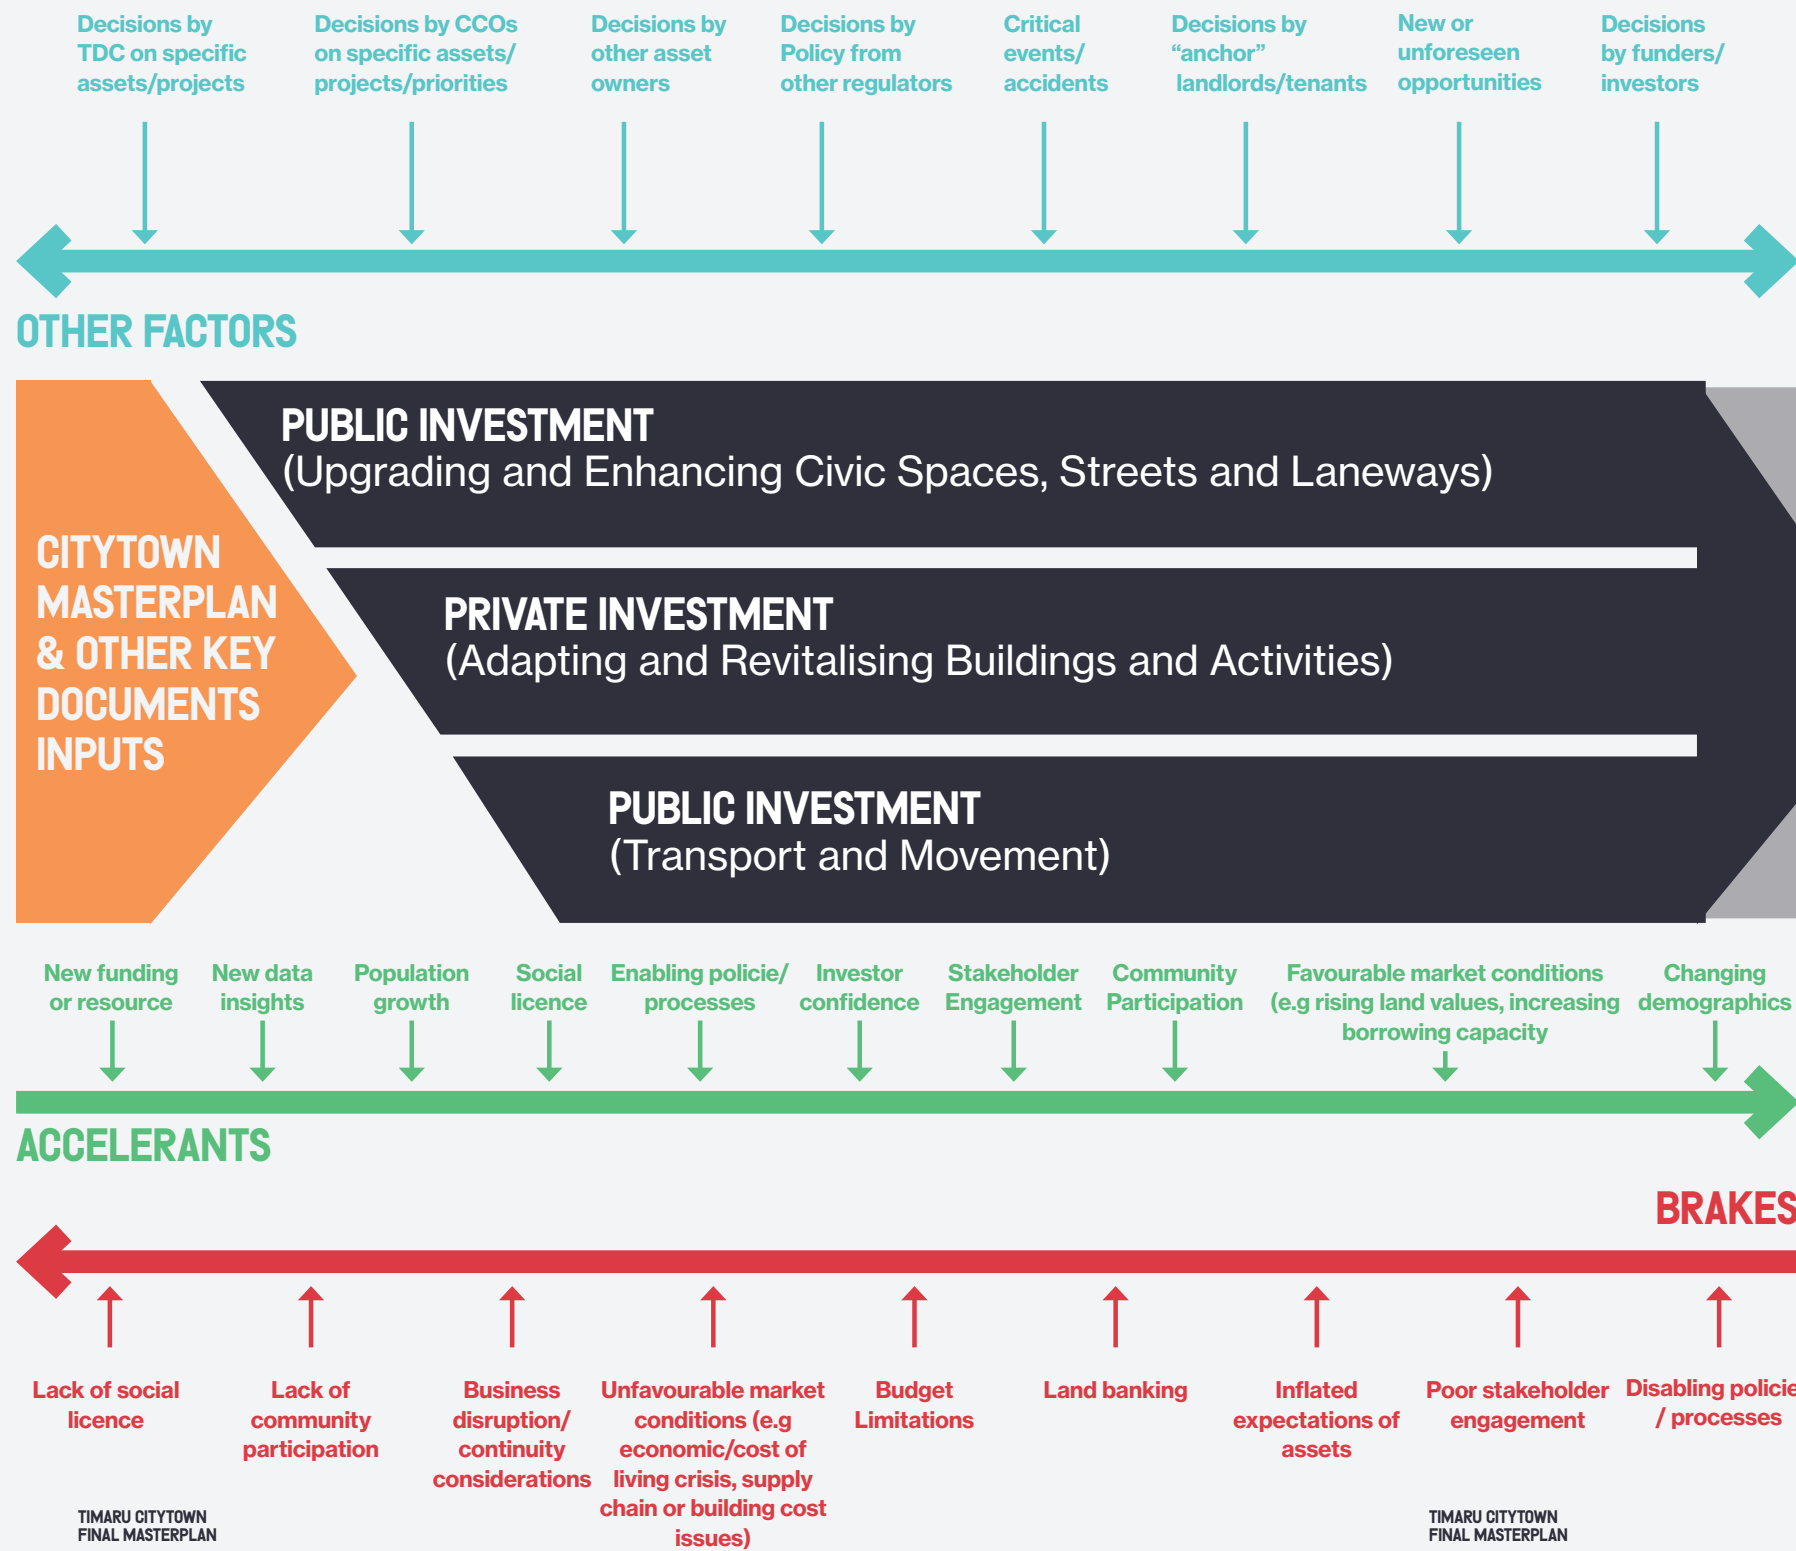 Decisions by
TDC on specific
assets/projects
Decisions by CCOs
on specific assets/
projects/priorities
Decisions by
other asset
owners
Decisions by
Policy from
other regulators
Critical
events/
accidents
Decisions by
“anchor”
landlords/tenants
New or
unforeseen
opportunities
Decisions
by funders/
investors
OTHER FACTORS
CITYTOWN
MASTERPLAN
& OTHER KEY
DOCUMENTS
INPUTS
PUBLIC INVESTMENT
(Upgrading and Enhancing Civic Spaces, Streets and Laneways)
PRIVATE INVESTMENT
(Adapting and Revitalising Buildings and Activities)
PUBLIC INVESTMENT
(Transport and Movement)
New funding
or resource
New data
insights
Population
growth
Social
licence
Enabling policie/
processes
Investor
confidence
Stakeholder
Engagement
Community
Participation
Favourable market conditions
(e.g rising land values, increasing
borrowing capacity
Changing
demographics
ACCELERANTS
BRAKES
Lack of social
licence
Lack of
community
participation
Business
disruption/
continuity
considerations
Unfavourable market
conditions (e.g
economic/cost of
living crisis, supply
chain or building cost
issues)
Budget
Limitations
Land banking
Inflated
expectations of
assets
Poor stakeholder
engagement
Disabling policie
/ processes
TIMARU CITYTOWN
FINAL MASTERPLAN
TIMARU CITYTOWN
FINAL MASTERPLAN